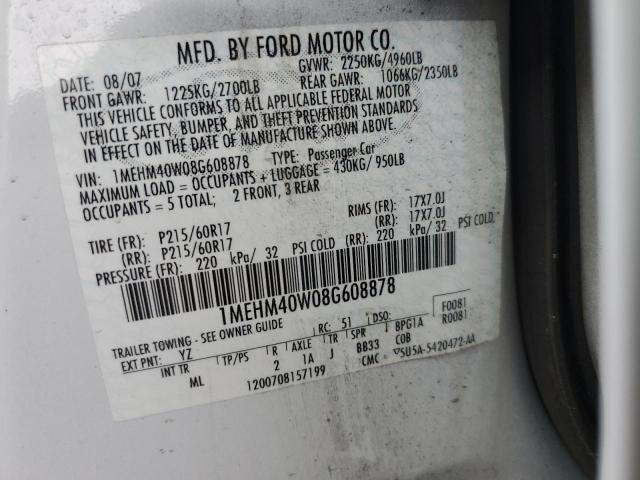 MFD. BY FORD MOTOR CO.
DATE: 08/07 GVWR: 2250KG/4960LB
FRONT GAWR: 1225KG/2700LB REAR GAWR: 1066KG/2350LB
THIS VEHICLE CONFORMS TO ALL APPLICABLE FEDERAL MOTOR
VEHICLE SAFETY, BUMPER, AND THEFT PREVENTION STANDARDS
IN EFFECT ON THE DATE OF MANUFACTURE SHOWN ABOVE.
VIN: 1MEHM40W08G608878 TYPE: Passenger Car
MAXIMUM LOAD = OCCUPANTS + LUGGAGE = 430KG/ 950LB
OCCUPANTS = 5 TOTAL; 2 FRONT, 3 REAR
TIRE (FR): P215/60R17 RIMS (FR): 17X7.0J
(RR): P215/60R17 (RR): 17X7.0J
PRESSURE (FR): 220 kPa/ 32 PSI COLD (RR): 220 kPa/ 32 PSI COLD.
1MEHM40W08G608878
F0081
R0081
TRAILER TOWING - SEE OWNER GUIDE RC: 51 DSO:
EXT PNT: YZ
INT TR TP/PS R AXLE TR SPR BPG1A
ML 2 1A J BB33 COB
1200708157199 CMC 5U5A-5420472-AA